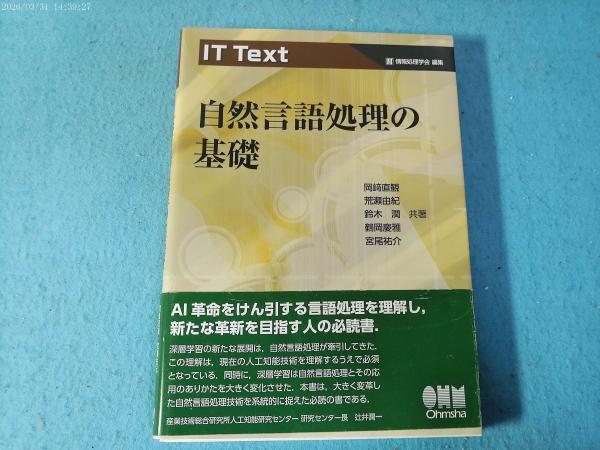 2026/03/31 14:39:27
IT Text
情報処理学会 編集
自然言語処理の
基礎
岡﨑直観
荒瀬由紀
鈴木 潤 共著
鶴岡慶雅
宮尾祐介
AI 革命をけん引する言語処理を理解し,
新たな革新を目指す人の必読書.
深層学習の新たな展開は, 自然言語処理が牽引してきた.
この理解は, 現在の人工知能技術を理解するうえで必須
となっている. 同時に, 深層学習は自然言語処理とその応
用のありかたを大きく変化させた. 本書は, 大きく変革し
た自然言語処理技術を系統的に捉えた必読の書である.
産業技術総合研究所人工知能研究センター 研究センター長 辻井潤一
OHM
Ohmsha